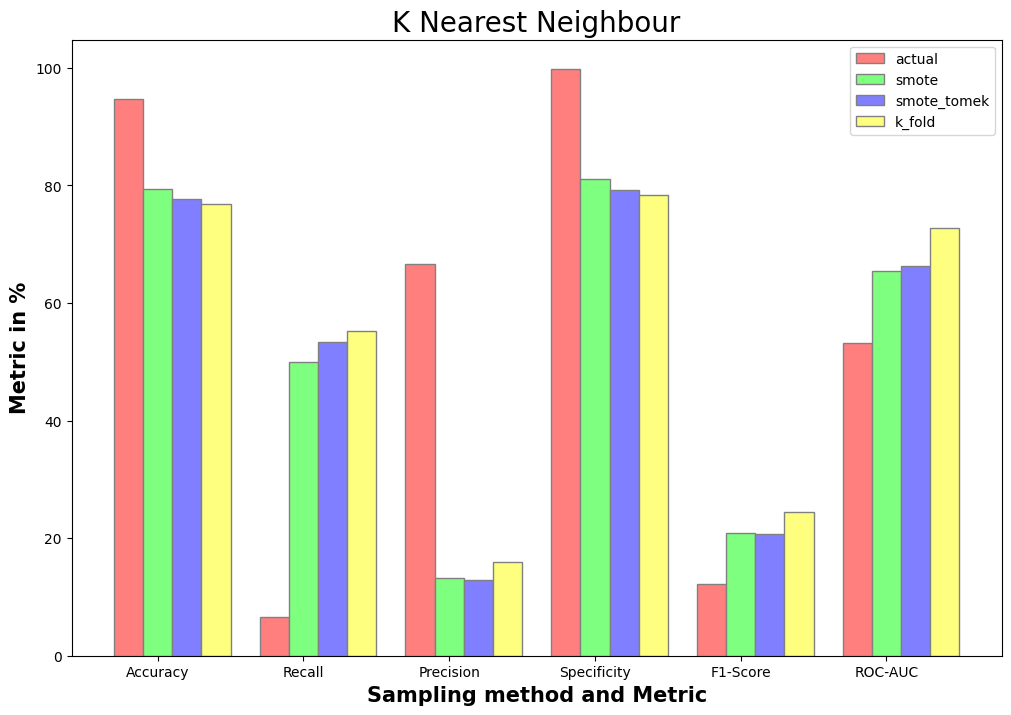 K Nearest Neighbour
actual
smote
smote_tomek
k_fold
100
80
60
40
20
0
Metric in %
Accuracy Recall Precision Specificity F1-Score ROC-AUC
Sampling method and Metric